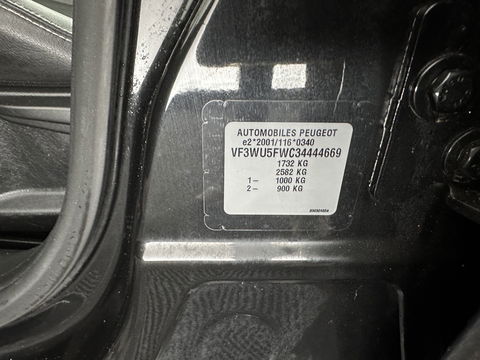 AUTOMOBILES PEUGEOT
e2*2001/116*0340
VF3WU5FWC34444669
1732 KG
2582 KG
1- 1000 KG
2- 900 KG